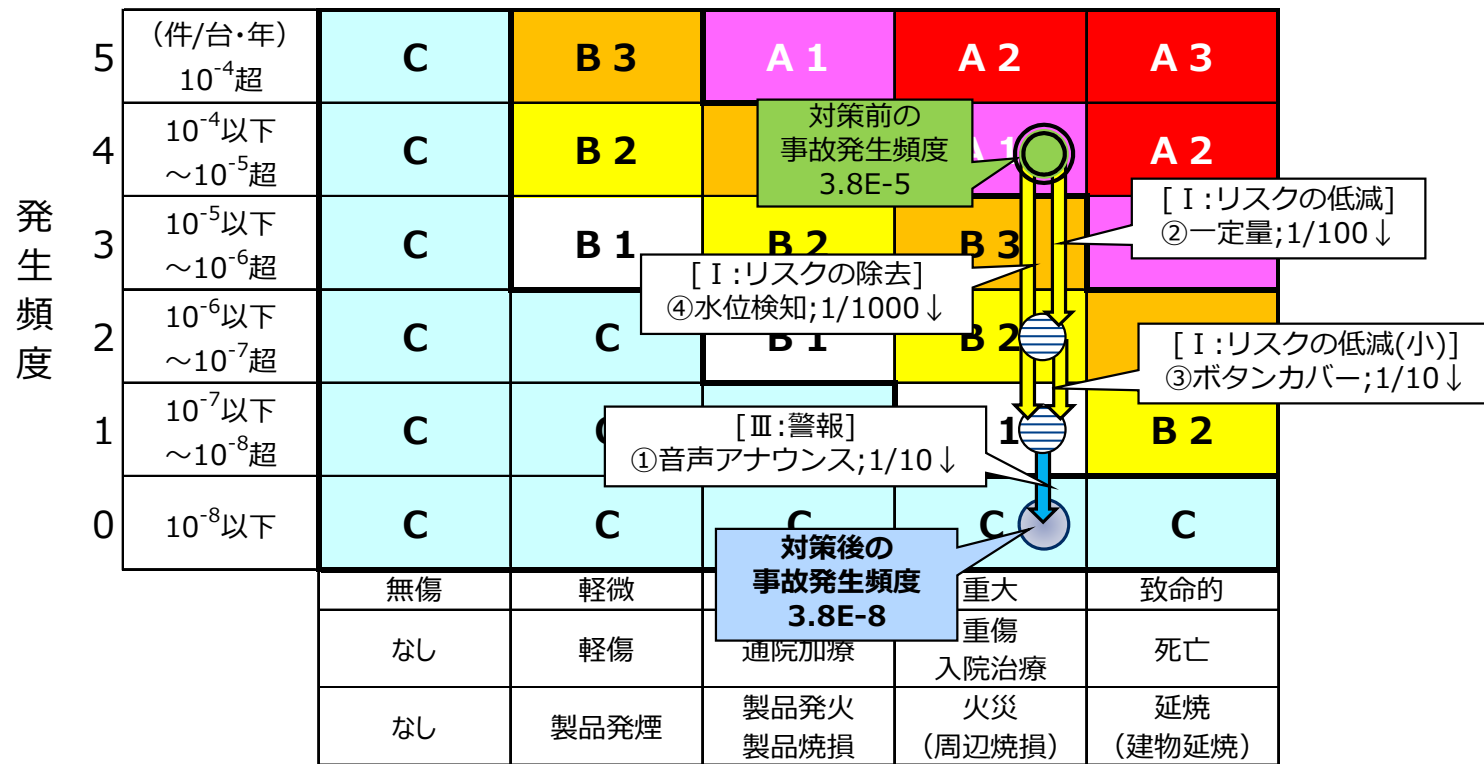 発生頻度
5
(件/台・年)
10-4超
C
B 3
A 1
A 2
A 3
4
10-4以下
～10-5超
C
B 2
対策前の
事故発生頻度
3.8E-5
A 1
A 2
[Ⅰ:リスクの低減]
②一定量;1/100↓
3
10-5以下
～10-6超
C
B 1
B 2
B 3
[Ⅰ:リスクの除去]
④水位検知;1/1000↓
2
10-6以下
～10-7超
C
C
B 1
B 2
[Ⅰ:リスクの低減(小)]
③ボタンカバー;1/10↓
1
10-7以下
～10-8超
C
[Ⅲ:警報]
①音声アナウンス;1/10↓
1
B 2
0
10-8以下
C
C
C
C
C
対策後の
事故発生頻度
3.8E-8
無傷
軽微
重大
致命的
なし
軽傷
通院加療
重傷
入院治療
死亡
なし
製品発煙
製品発火
製品焼損
火災
(周辺焼損)
延焼
(建物延焼)